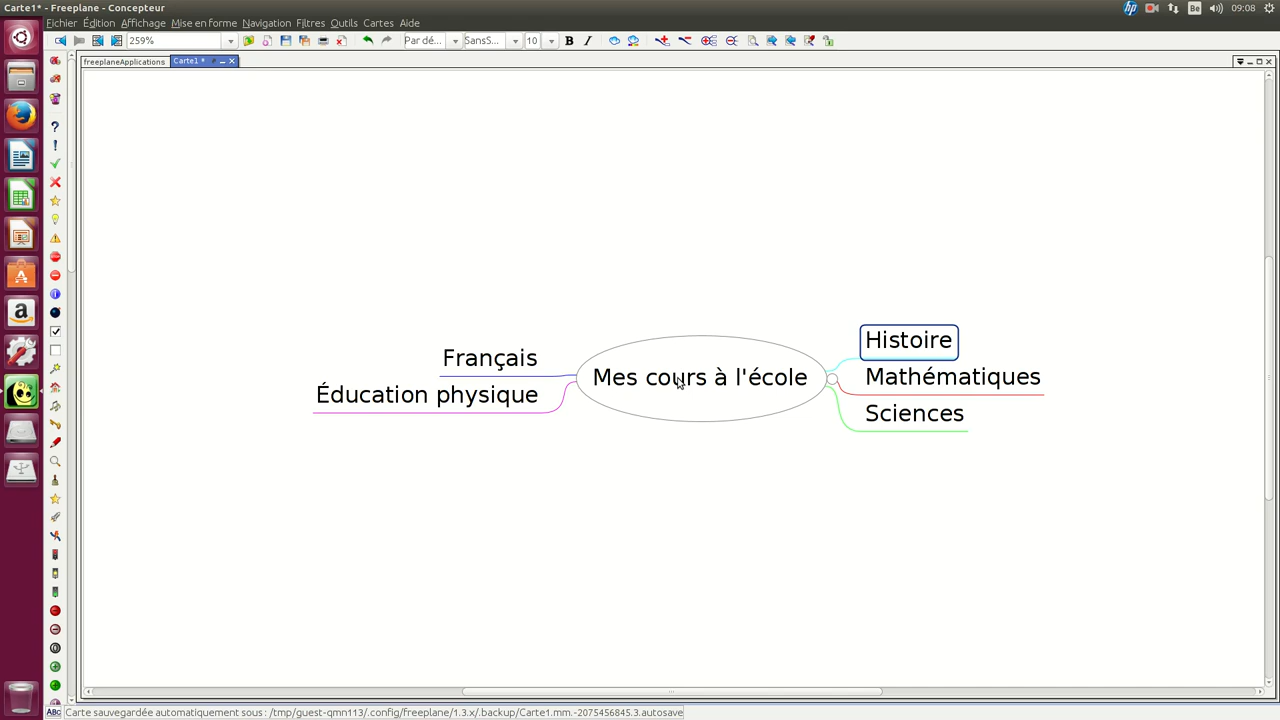 Carte1* - Freeplane - Concepteur
Be
09:08
Fichier Édition Affichage Mise en forme Navigation Filtres Outils Cartes Aide
259%
Par dé...
SansS...
10
B I
freeplaneApplications
Carte1 *
Français
Éducation physique
Mes cours à l'école
Histoire
Mathématiques
Sciences
Carte sauvegardée automatiquement sous : /tmp/guest-qmn113/.config/freeplane/1.3.x/.backup/Carte1.mm.-2075456845.3.autosave